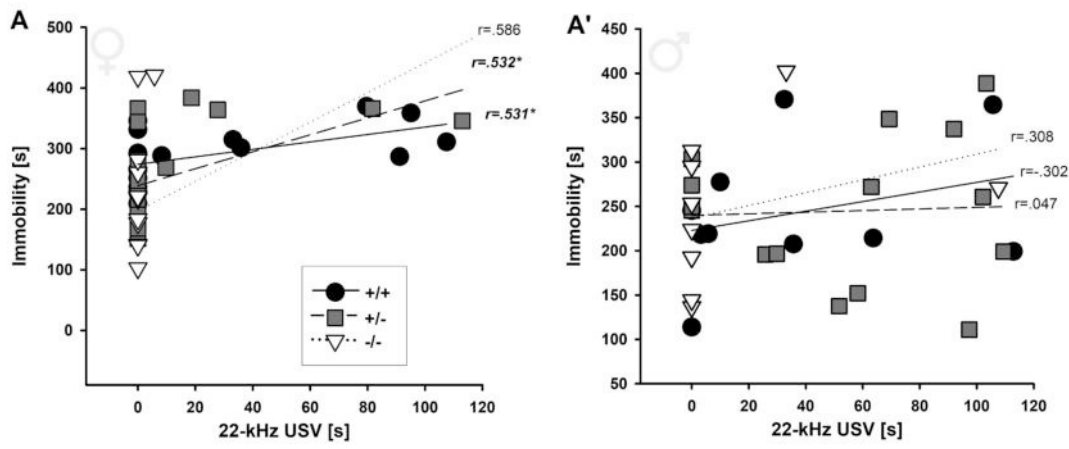 A
500
400
300
200
100
0
Immobility [s]
0 20 40 60 80 100 120
22-kHz USV [s]
r=.586
r=.532*
r=.531*
+/+
+/-
-/-
A'
450
400
350
300
250
200
150
100
50
Immobility [s]
0 20 40 60 80 100 120
22-kHz USV [s]
r=.308
r=-.302
r=.047